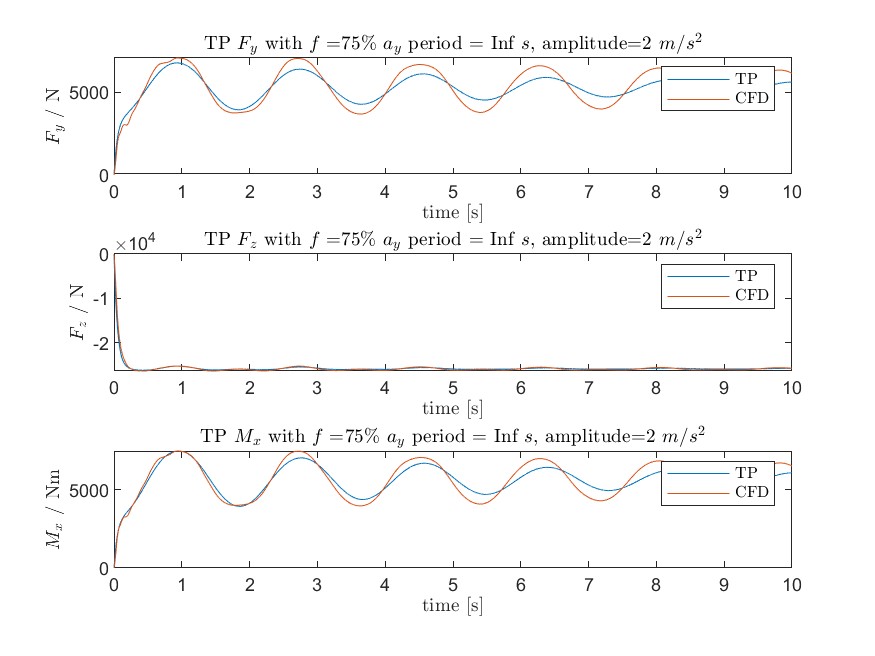 TP F_y with f =75% a_y period = Inf s, amplitude=2 m/s^2
F_y / N
5000
0
0 1 2 3 4 5 6 7 8 9 10
time [s]
TP
CFD
TP F_z with f =75% a_y period = Inf s, amplitude=2 m/s^2
×10^4
F_z / N
0
-1
-2
0 1 2 3 4 5 6 7 8 9 10
time [s]
TP
CFD
TP M_x with f =75% a_y period = Inf s, amplitude=2 m/s^2
M_x / Nm
5000
0
0 1 2 3 4 5 6 7 8 9 10
time [s]
TP
CFD